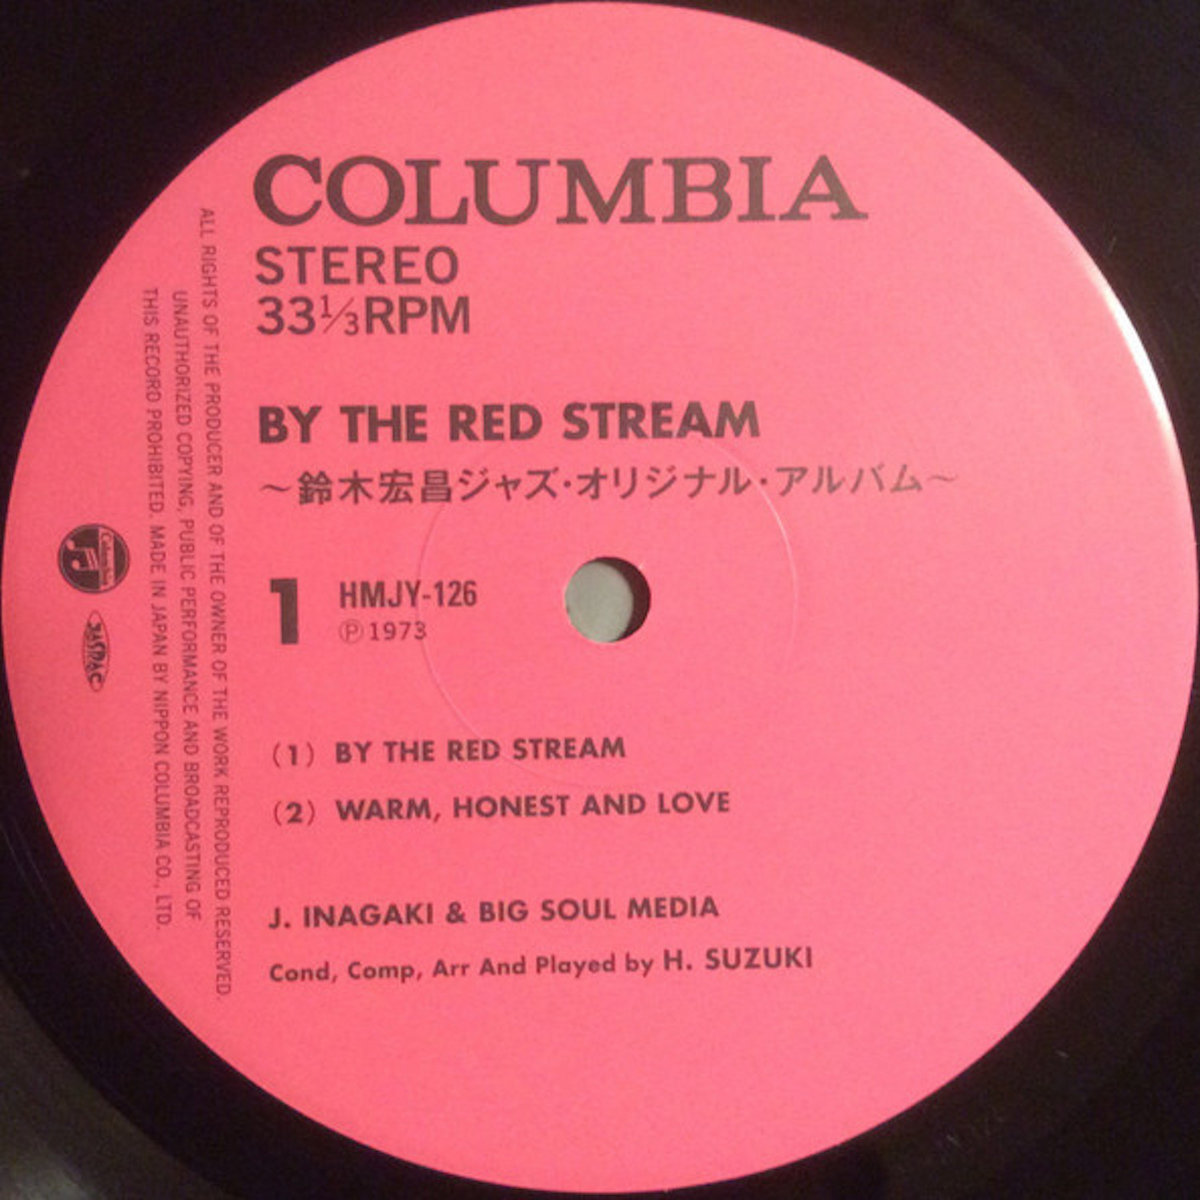 COLUMBIA
STEREO
33⅓RPM
BY THE RED STREAM
～鈴木宏昌ジャズ・オリジナル・アルバム～
1
HMJY-126
Ⓟ1973
(1) BY THE RED STREAM
(2) WARM, HONEST AND LOVE
J. INAGAKI & BIG SOUL MEDIA
Cond, Comp, Arr And Played by H. SUZUKI
ALL RIGHTS OF THE PRODUCER AND OF THE OWNER OF THE WORK REPRODUCED RESERVED.
UNAUTHORIZED COPYING, PUBLIC PERFORMANCE AND BROADCASTING OF
THIS RECORD PROHIBITED. MADE IN JAPAN BY NIPPON COLUMBIA CO., LTD.
Columbia
JASRAC